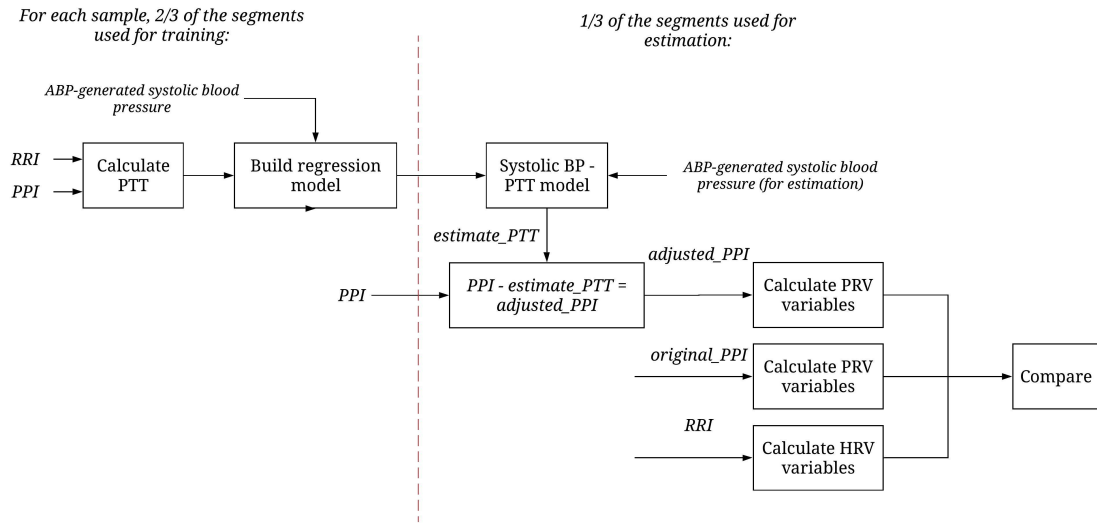 For each sample, 2/3 of the segments
used for training:
1/3 of the segments used for
estimation:
ABP-generated systolic blood
pressure
RRI
PPI
Calculate
PTT
Build regression
model
Systolic BP -
PTT model
ABP-generated systolic blood
pressure (for estimation)
estimate_PTT
PPI
PPI - estimate_PTT =
adjusted_PPI
adjusted_PPI
Calculate PRV
variables
original_PPI
Calculate PRV
variables
Compare
RRI
Calculate HRV
variables